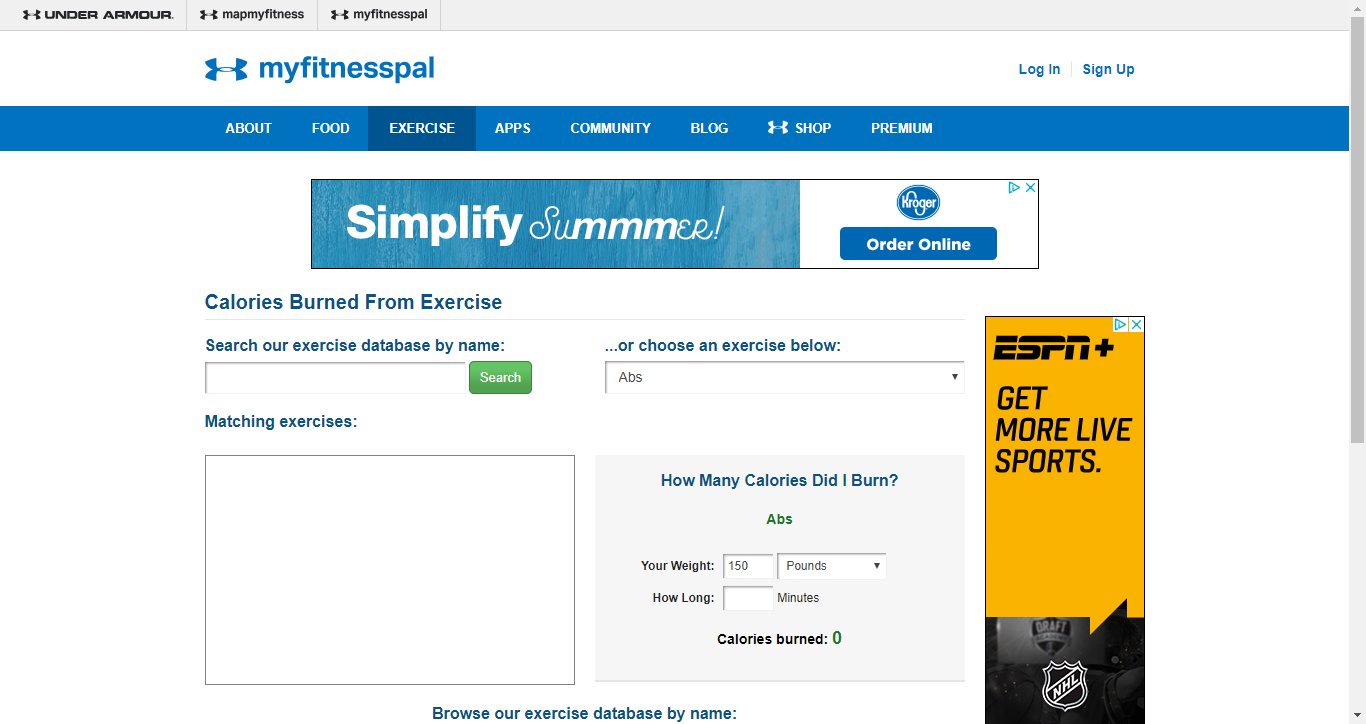 UNDER ARMOUR.
mapmyfitness
myfitnesspal
myfitnesspal
Log In
Sign Up
ABOUT
FOOD
EXERCISE
APPS
COMMUNITY
BLOG
SHOP
PREMIUM
Simplify Summmer!
Kroger
Order Online
Calories Burned From Exercise
Search our exercise database by name:
Search
...or choose an exercise below:
Abs
Matching exercises:
How Many Calories Did I Burn?
Abs
Your Weight: 150 Pounds
How Long: Minutes
Calories burned: 0
ESPN+
GET
MORE LIVE
SPORTS.
DRAFT
NHL
Browse our exercise database by name: